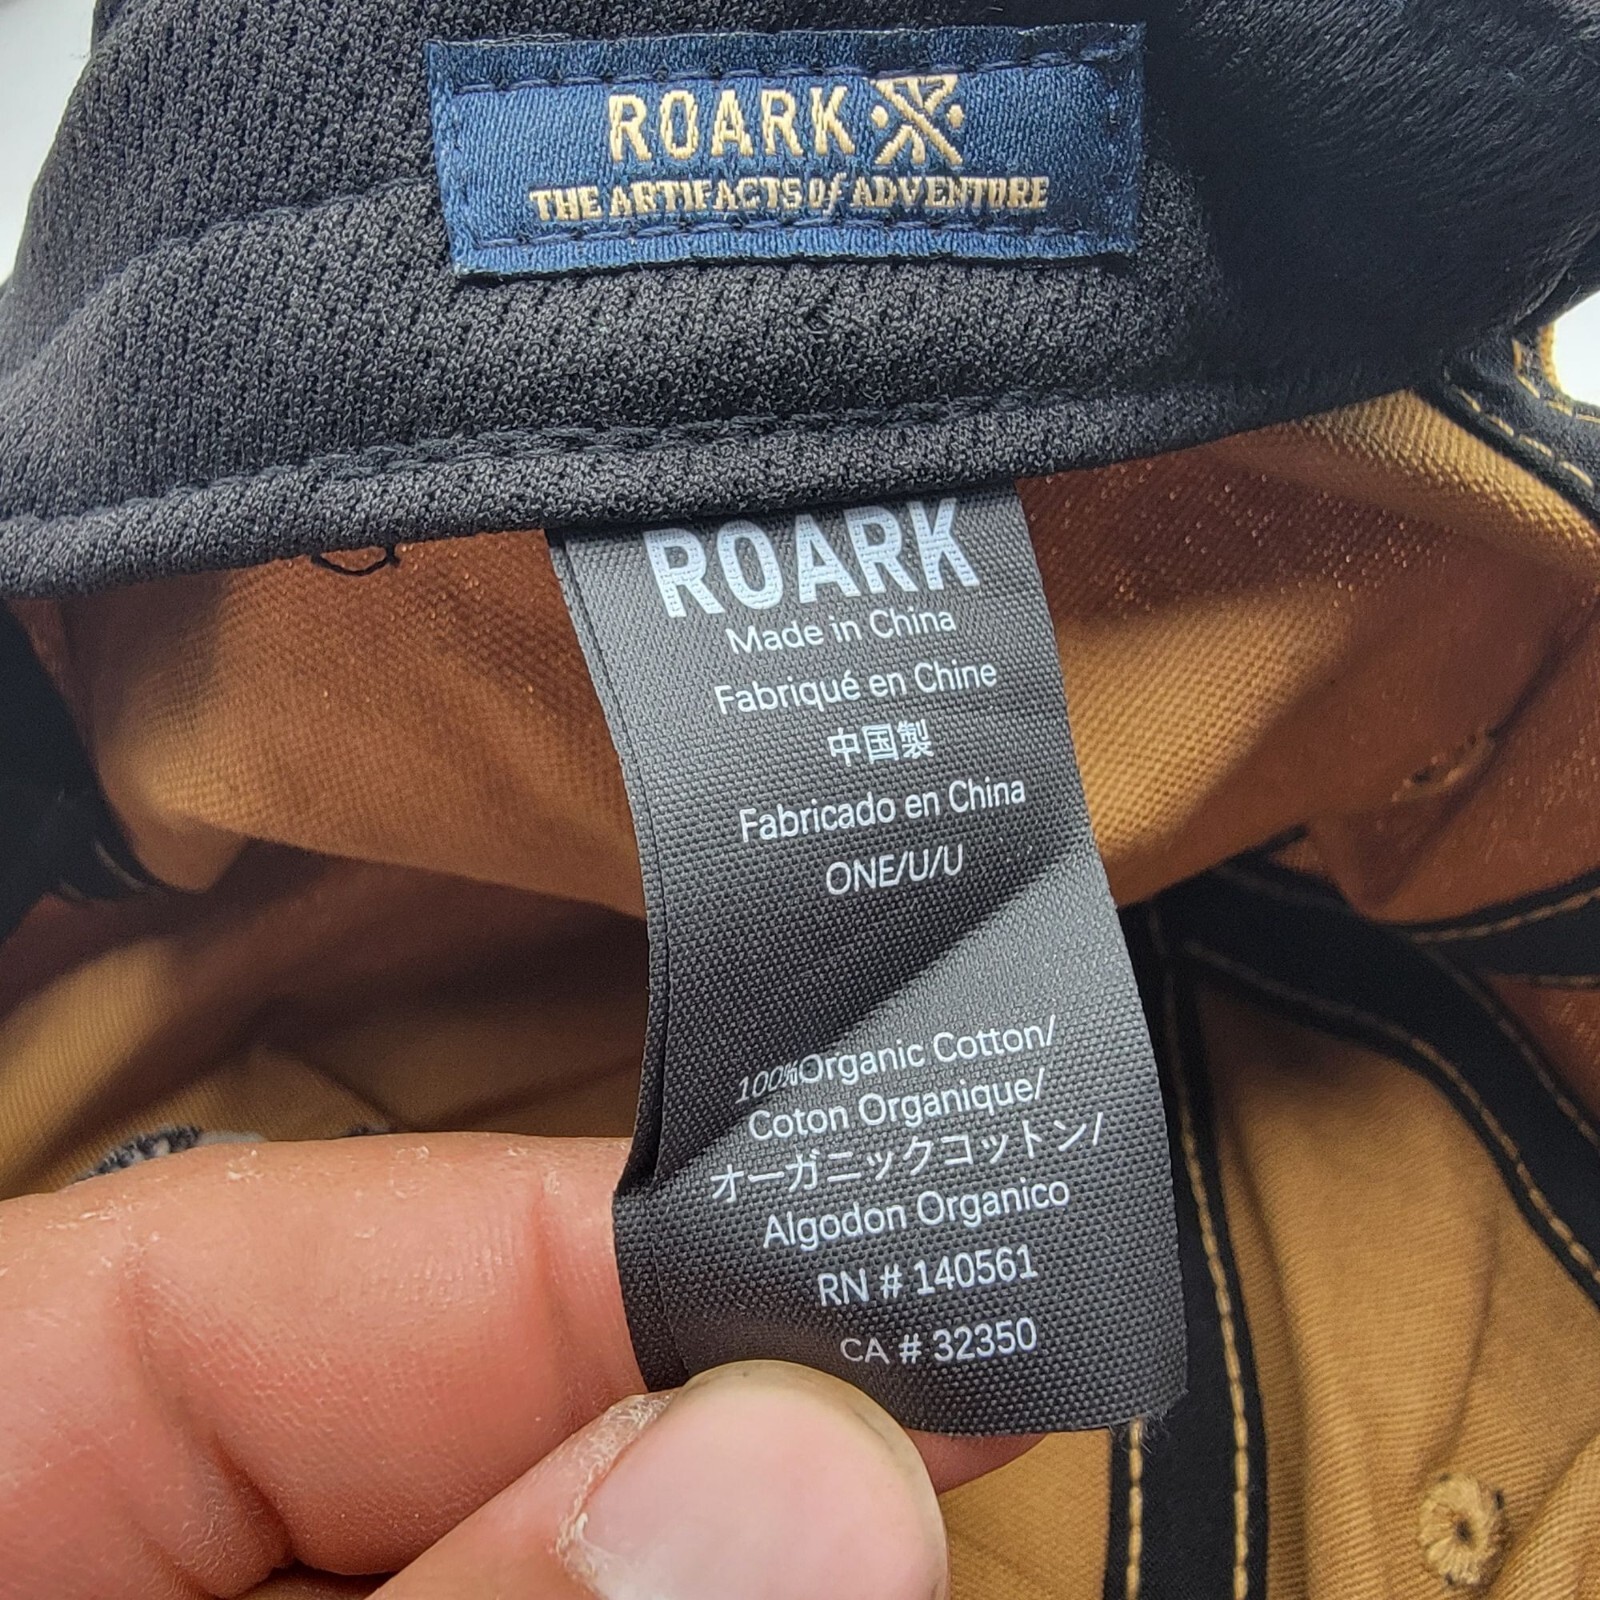 ROARK
THE ARTIFACTS of ADVENTURE
ROARK
Made in China
Fabriqué en Chine
中国製
Fabricado en China
ONE/U/U
100%Organic Cotton/
Coton Organique/
オーガニックコットン/
Algodon Organico
RN # 140561
CA # 32350